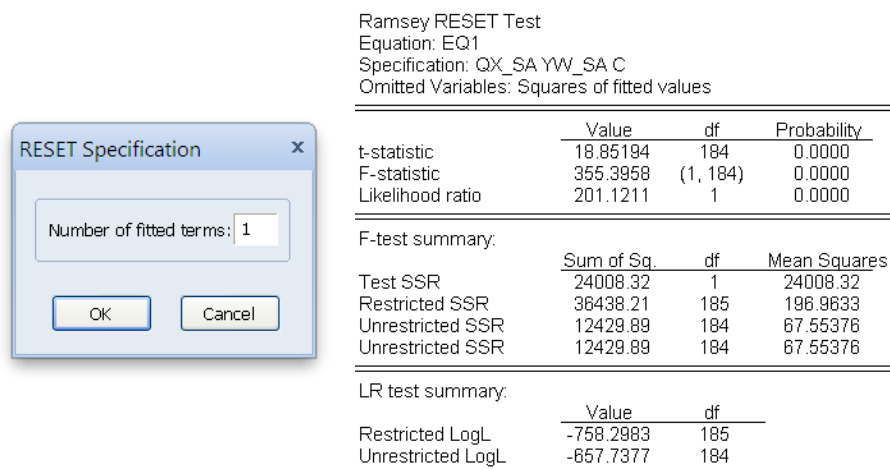 RESET Specification x
Number of fitted terms: 1
OK Cancel
Ramsey RESET Test
Equation: EQ1
Specification: QX_SA YW_SA C
Omitted Variables: Squares of fitted values
Value df Probability
t-statistic 18.85194 184 0.0000
F-statistic 355.3958 (1, 184) 0.0000
Likelihood ratio 201.1211 1 0.0000
F-test summary:
Sum of Sq. df Mean Squares
Test SSR 24008.32 1 24008.32
Restricted SSR 36438.21 185 196.9633
Unrestricted SSR 12429.89 184 67.55376
Unrestricted SSR 12429.89 184 67.55376
LR test summary:
Value df
Restricted LogL -758.2983 185
Unrestricted LogL -657.7377 184